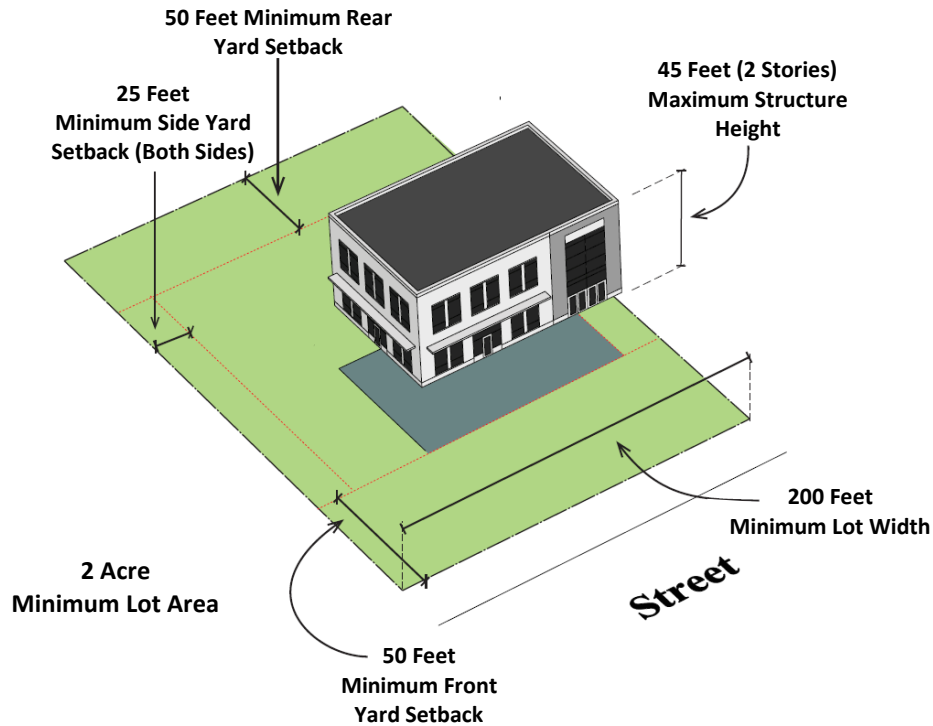 50 Feet Minimum Rear
Yard Setback
25 Feet
Minimum Side Yard
Setback (Both Sides)
45 Feet (2 Stories)
Maximum Structure
Height
200 Feet
Minimum Lot Width
Street
2 Acre
Minimum Lot Area
50 Feet
Minimum Front
Yard Setback